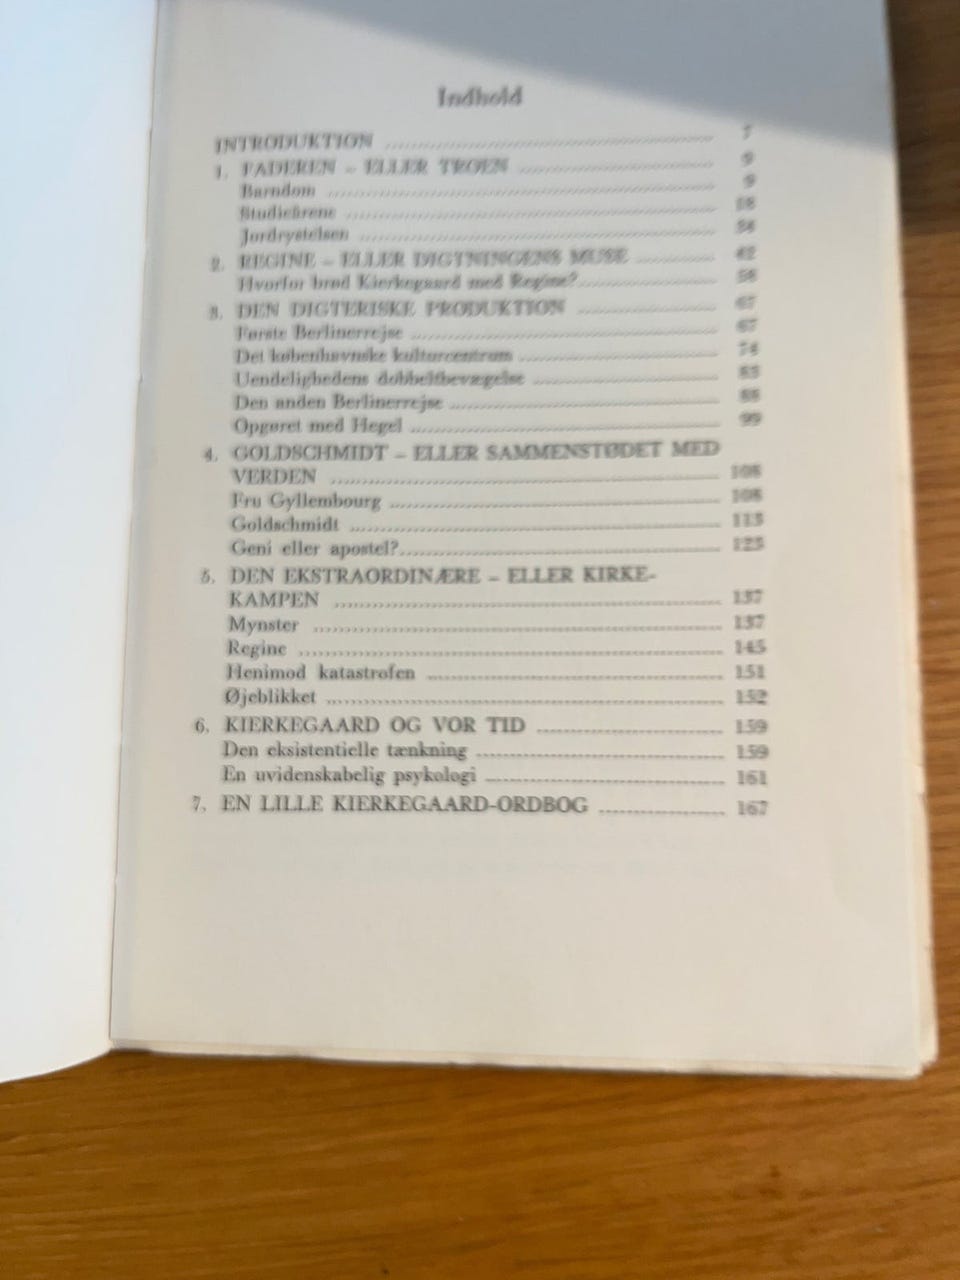 Indhold
INTRODUKTION ........ 7
1. FADEREN – ELLER TROEN ........ 9
Barndom ........ 9
Studieårene ........ 18
Jordrystelsen ........ 34
2. REGINE – ELLER DIGTNINGENS MUSE ........ 42
Hvorfor brød Kierkegaard med Regine? ........ 58
3. DEN DIGTERISKE PRODUKTION ........ 67
Første Berlinerrejse ........ 67
Det københavnske kulturcentrum ........ 74
Uendelighedens dobbeltbevægelse ........
Den anden Berlinerrejse ........ 88
Opgøret med Hegel ........ 99
4. GOLDSCHMIDT – ELLER SAMMENSTØDET MED
VERDEN ........ 108
Fru Gyllembourg ........ 108
Goldschmidt ........ 113
Geni eller apostel? ........ 125
5. DEN EKSTRAORDINÆRE – ELLER KIRKE-
KAMPEN ........ 137
Mynster ........ 137
Regine ........ 145
Henimod katastrofen ........ 151
Øjeblikket ........ 152
6. KIERKEGAARD OG VOR TID ........ 159
Den eksistentielle tænkning ........ 159
En uvidenskabelig psykologi ........ 161
7. EN LILLE KIERKEGAARD-ORDBOG ........ 167